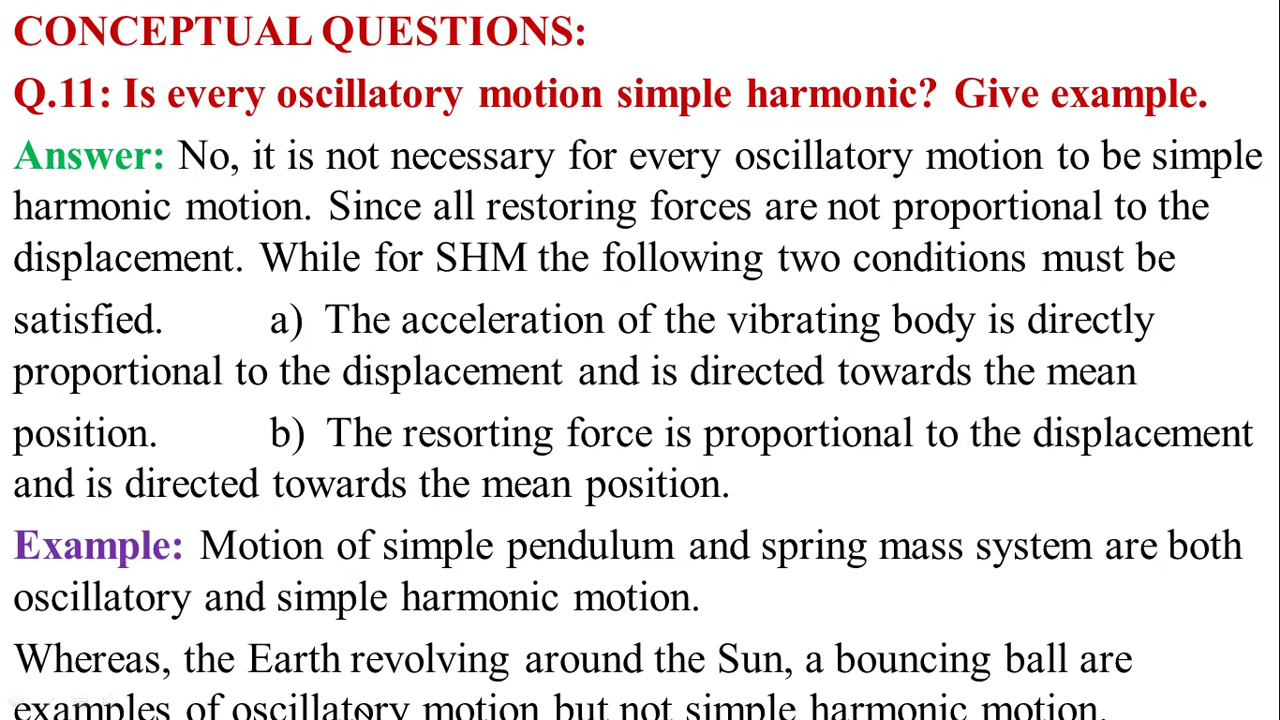 CONCEPTUAL QUESTIONS:
Q.11: Is every oscillatory motion simple harmonic? Give example.
Answer: No, it is not necessary for every oscillatory motion to be simple
harmonic motion. Since all restoring forces are not proportional to the
displacement. While for SHM the following two conditions must be
satisfied. a) The acceleration of the vibrating body is directly
proportional to the displacement and is directed towards the mean
position. b) The resorting force is proportional to the displacement
and is directed towards the mean position.
Example: Motion of simple pendulum and spring mass system are both
oscillatory and simple harmonic motion.
Whereas, the Earth revolving around the Sun, a bouncing ball are
examples of oscillatory motion but not simple harmonic motion.